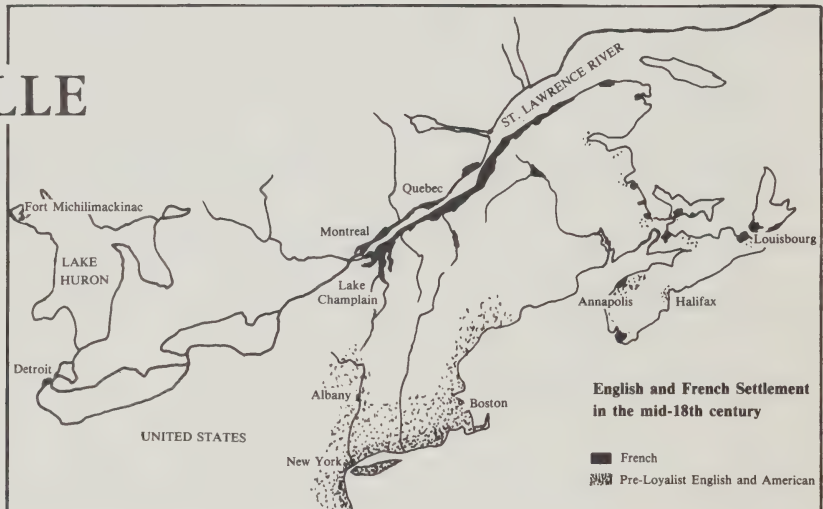 LLE
ST. LAWRENCE RIVER
Quebec
Fort Michilimackinac
Montreal
LAKE
HURON
Louisbourg
Lake
Champlain
Annapolis
Halifax
Detroit
English and French Settlement
in the mid-18th century
Albany
Boston
UNITED STATES
French
New York
Pre-Loyalist English and American